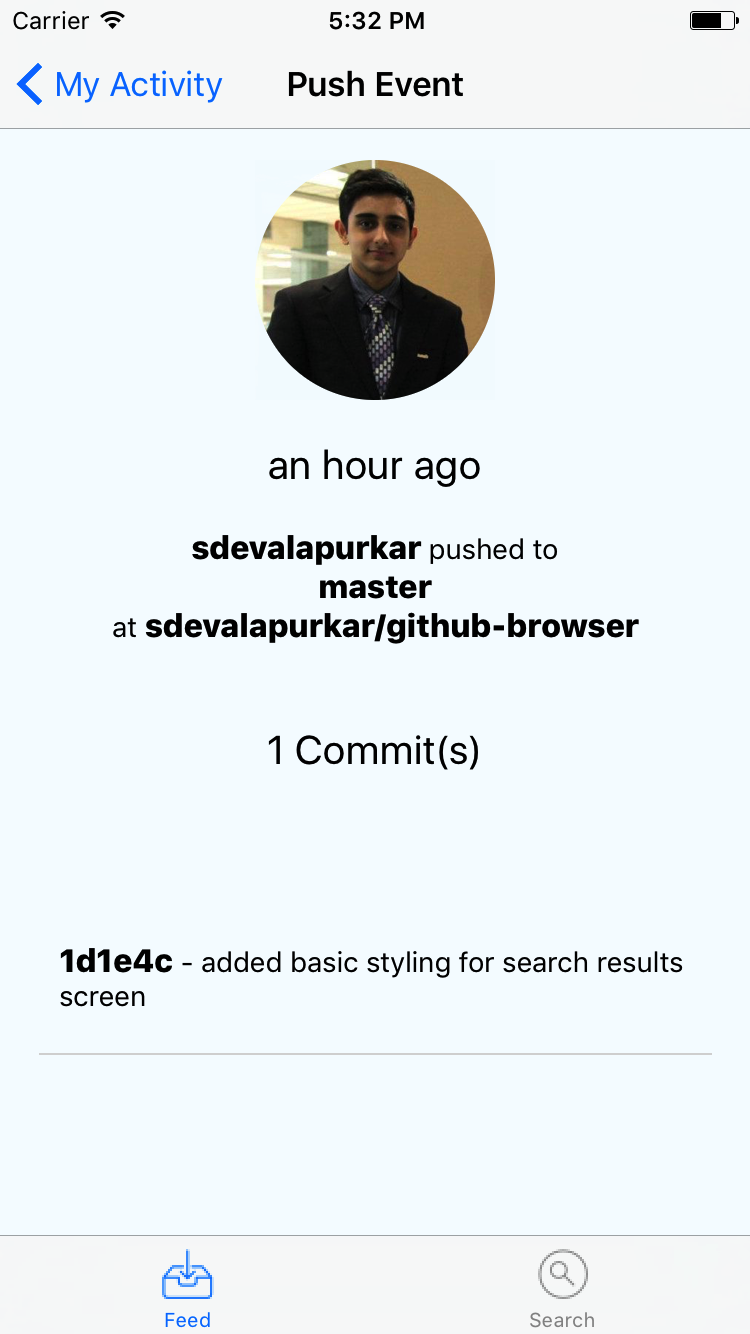 Carrier 5:32 PM
My Activity Push Event
an hour ago
sdevalapurkar pushed to
master
at sdevalapurkar/github-browser
1 Commit(s)
1d1e4c - added basic styling for search results
screen
Feed Search